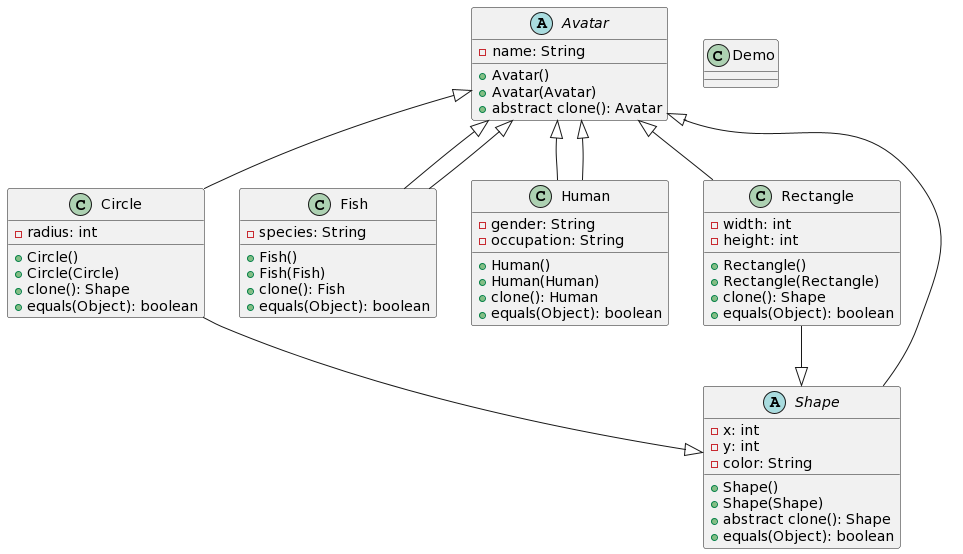 A Avatar
name: String
Avatar()
Avatar(Avatar)
abstract clone(): Avatar
C Demo
C Circle
radius: int
Circle()
Circle(Circle)
clone(): Shape
equals(Object): boolean
C Fish
species: String
Fish()
Fish(Fish)
clone(): Fish
equals(Object): boolean
C Human
gender: String
occupation: String
Human()
Human(Human)
clone(): Human
equals(Object): boolean
C Rectangle
width: int
height: int
Rectangle()
Rectangle(Rectangle)
clone(): Shape
equals(Object): boolean
A Shape
x: int
y: int
color: String
Shape()
Shape(Shape)
abstract clone(): Shape
equals(Object): boolean